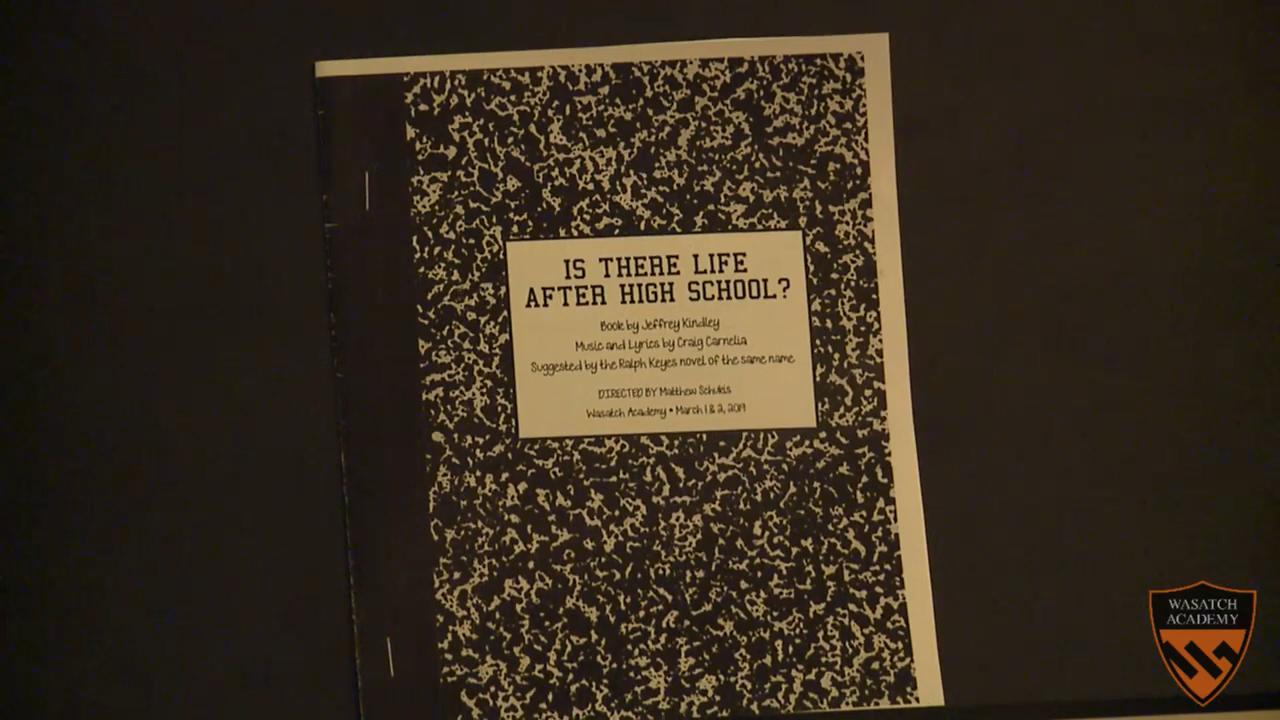 IS THERE LIFE
AFTER HIGH SCHOOL?
Book by Jeffrey Kindley
Music and Lyrics by Craig Carnelia
Suggested by the Ralph Keyes novel of the same name
DIRECTED BY Matthew
Wasatch Academy • March 1 & 2, 2019
WASATCH
ACADEMY